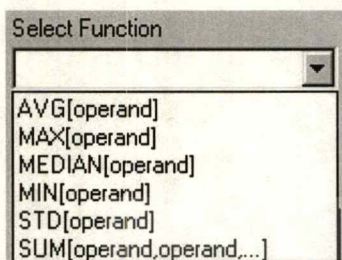 Select Function
AVG[operand]
MAX[operand]
MEDIAN[operand]
MIN[operand]
STD[operand]
SUM[operand,operand,...]